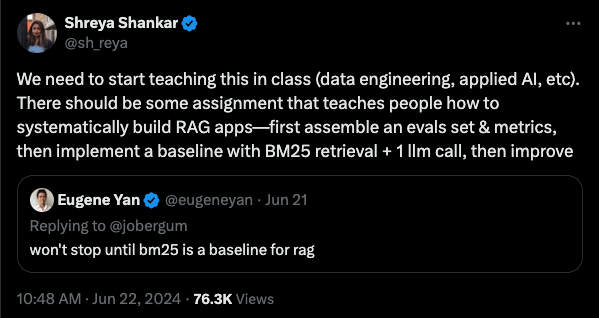 Shreya Shankar
@sh_reya
We need to start teaching this in class (data engineering, applied AI, etc).
There should be some assignment that teaches people how to
systematically build RAG apps—first assemble an evals set & metrics,
then implement a baseline with BM25 retrieval + 1 llm call, then improve
Eugene Yan @eugeneyan · Jun 21
Replying to @jobergum
won't stop until bm25 is a baseline for rag
10:48 AM · Jun 22, 2024 · 76.3K Views